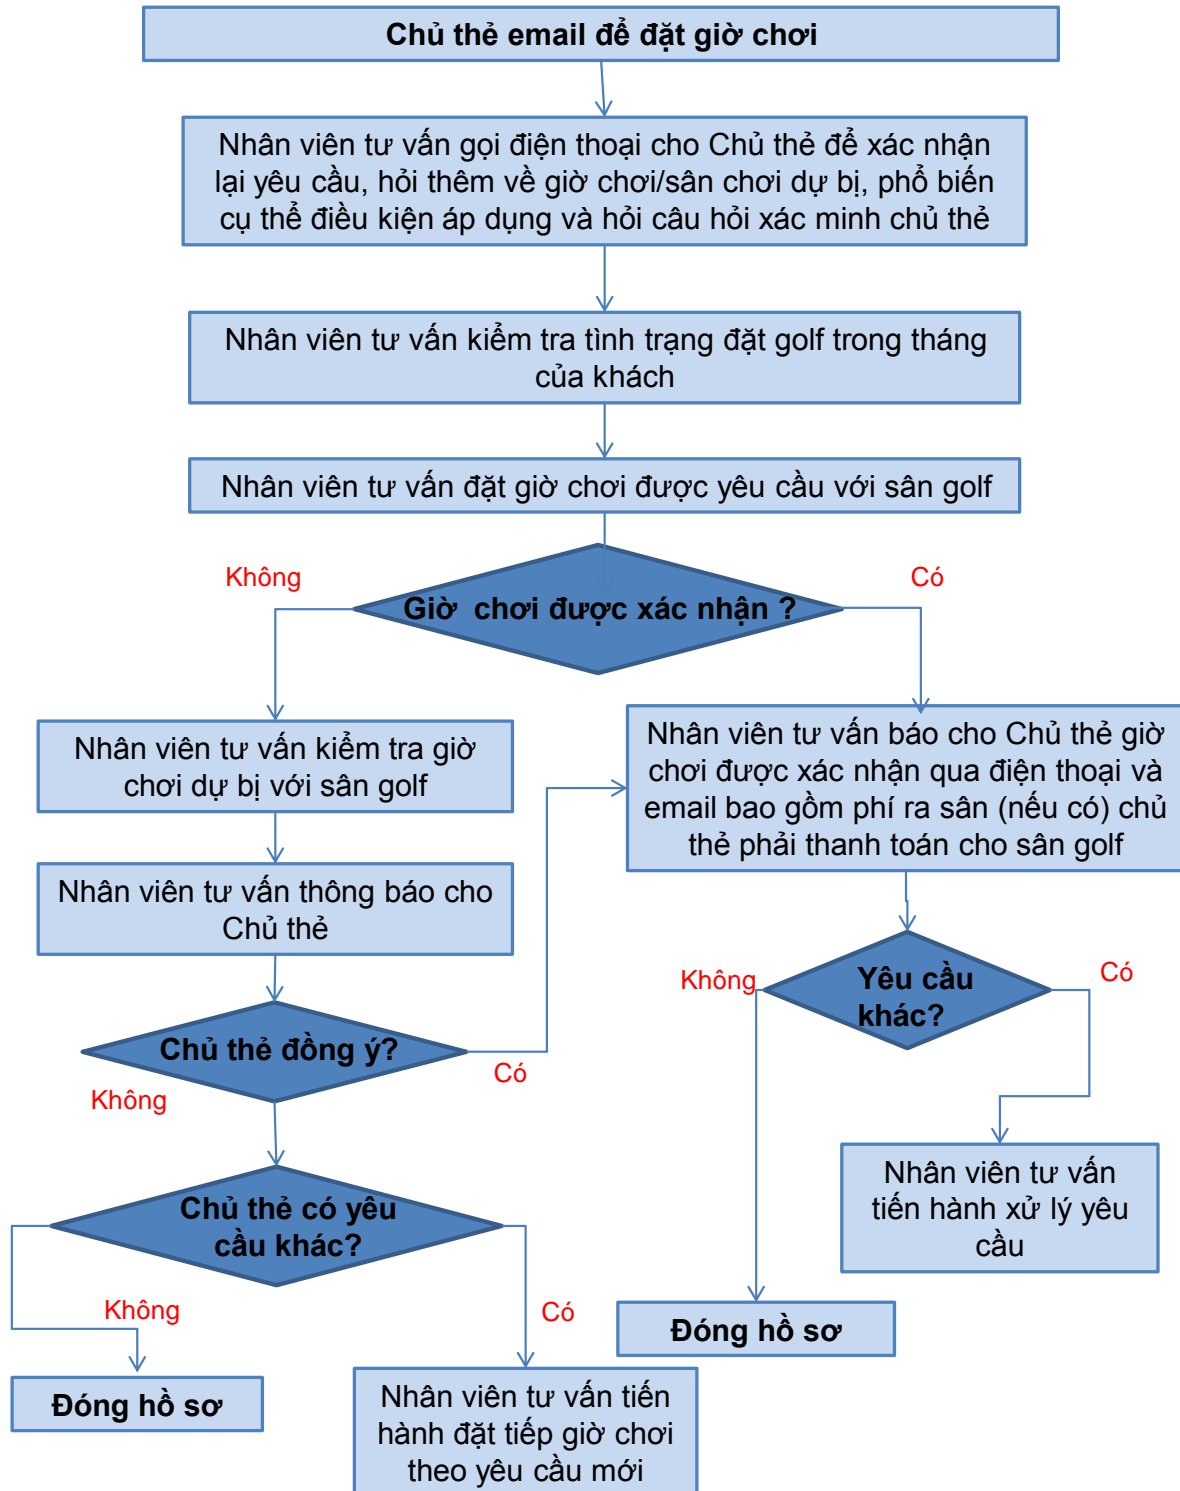 Chủ thẻ email để đặt giờ chơi
Nhân viên tư vấn gọi điện thoại cho Chủ thẻ để xác nhận
lại yêu cầu, hỏi thêm về giờ chơi/sân chơi dự bị, phổ biến
cụ thể điều kiện áp dụng và hỏi câu hỏi xác minh chủ thẻ
Nhân viên tư vấn kiểm tra tình trạng đặt golf trong tháng
của khách
Nhân viên tư vấn đặt giờ chơi được yêu cầu với sân golf
Không
Có
Giờ chơi được xác nhận ?
Nhân viên tư vấn kiểm tra giờ
chơi dự bị với sân golf
Nhân viên tư vấn báo cho Chủ thẻ giờ
chơi được xác nhận qua điện thoại và
email bao gồm phí ra sân (nếu có) chủ
thẻ phải thanh toán cho sân golf
Nhân viên tư vấn thông báo cho
Chủ thẻ
Không
Yêu cầu
khác?
Có
Chủ thẻ đồng ý?
Có
Không
Nhân viên tư vấn
tiến hành xử lý yêu
cầu
Chủ thẻ có yêu
cầu khác?
Không
Có
Đóng hồ sơ
Đóng hồ sơ
Nhân viên tư vấn tiến
hành đặt tiếp giờ chơi
theo yêu cầu mới